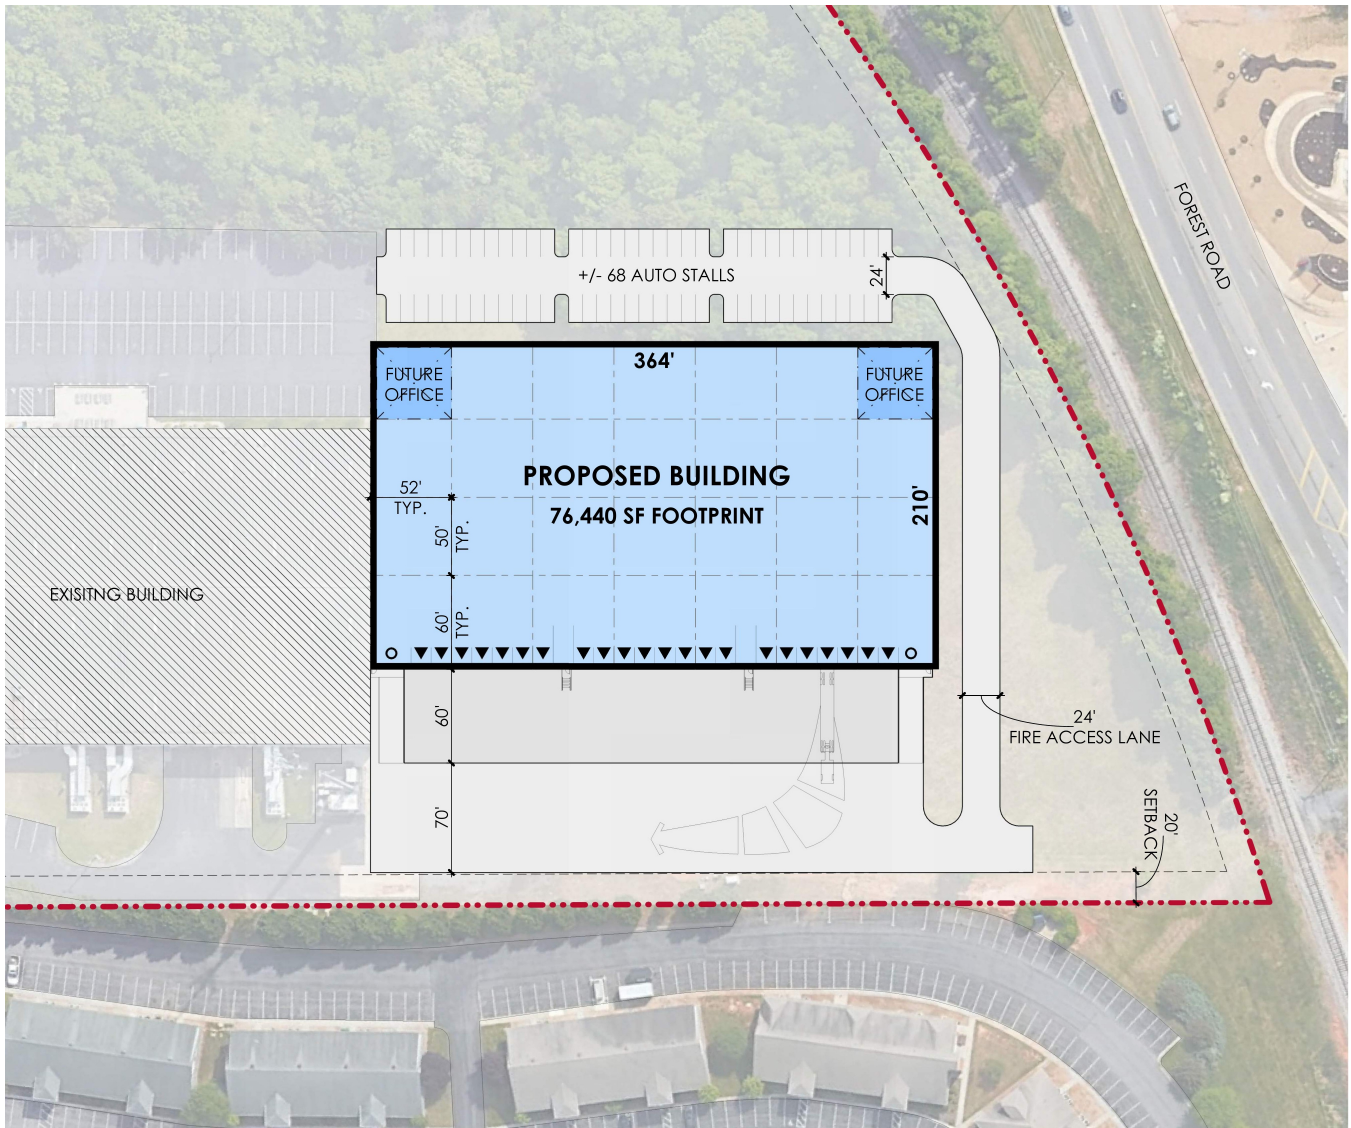 FOREST ROAD
+/- 68 AUTO STALLS
24'
364'
FUTURE
OFFICE
FUTURE
OFFICE
PROPOSED BUILDING
76,440 SF FOOTPRINT
210'
52'
TYP.
50'
TYP.
60'
TYP.
EXISITNG BUILDING
60'
24'
FIRE ACCESS LANE
70'
20'
SETBACK